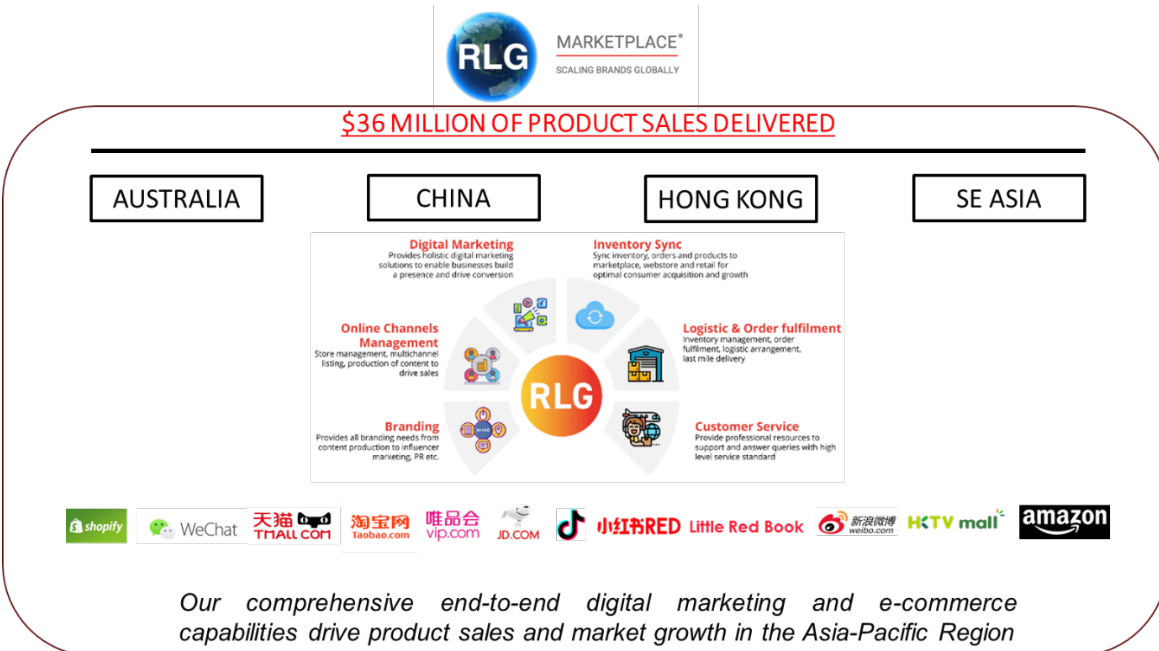 RLG
MARKETPLACE®
SCALING BRANDS GLOBALLY
$36 MILLION OF PRODUCT SALES DELIVERED
AUSTRALIA
CHINA
HONG KONG
SE ASIA
Digital Marketing
Provides holistic digital marketing
solutions to enable businesses build
a presence and drive conversion
Inventory Sync
Sync inventory, orders and products to
marketplace, webstore and retail for
optimal consumer acquisition and growth
Online Channels
Management
Store management, multichannel
listing, production of content to
drive sales
Logistic & Order fulfilment
Inventory management, order
fulfilment, logistic arrangement,
last mile delivery
RLG
Branding
Provides all branding needs from
content production to influencer
marketing, PR etc.
BRAND
Customer Service
Provide professional resources to
support and answer queries with high
level service standard
shopify
WeChat
天猫
TMALL.COM
淘宝网
Taobao.com
唯品会
vip.com
JD.COM
小红书RED Little Red Book
新浪微博
weibo.com
HKTV mall
amazon
Our comprehensive end-to-end digital marketing and e-commerce
capabilities drive product sales and market growth in the Asia-Pacific Region